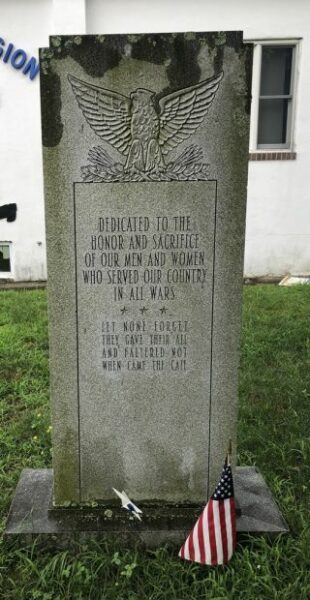 GION
DEDICATED TO THE
HONOR AND SACRIFICE
OF OUR MEN AND WOMEN
WHO SERVED OUR COUNTRY
IN ALL WARS
LET NONE FORGET
THEY GAVE THEIR ALL
AND FALTERED NOT
WHEN CAME THE CALL